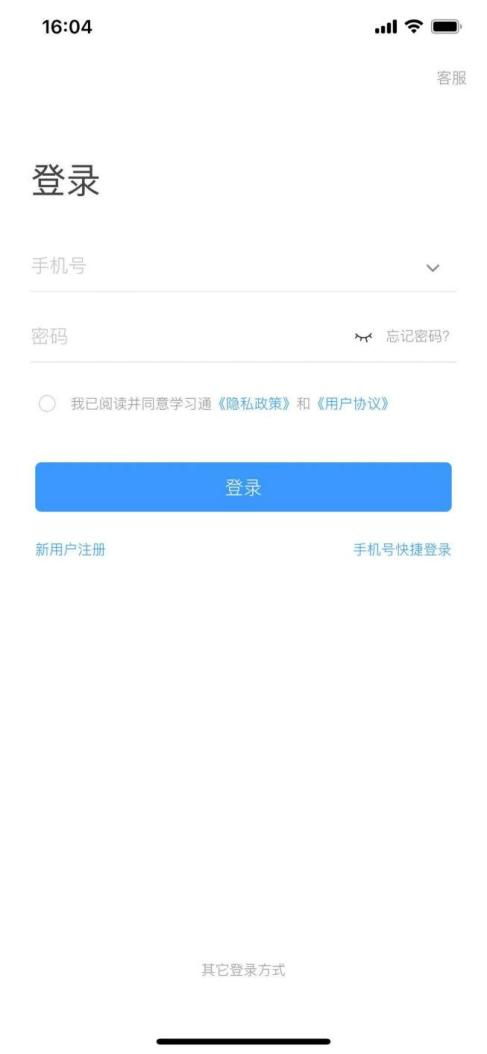 16:04
客服
登录
手机号
密码 忘记密码?
我已阅读并同意学习通《隐私政策》和《用户协议》
登录
新用户注册 手机号快捷登录
其它登录方式